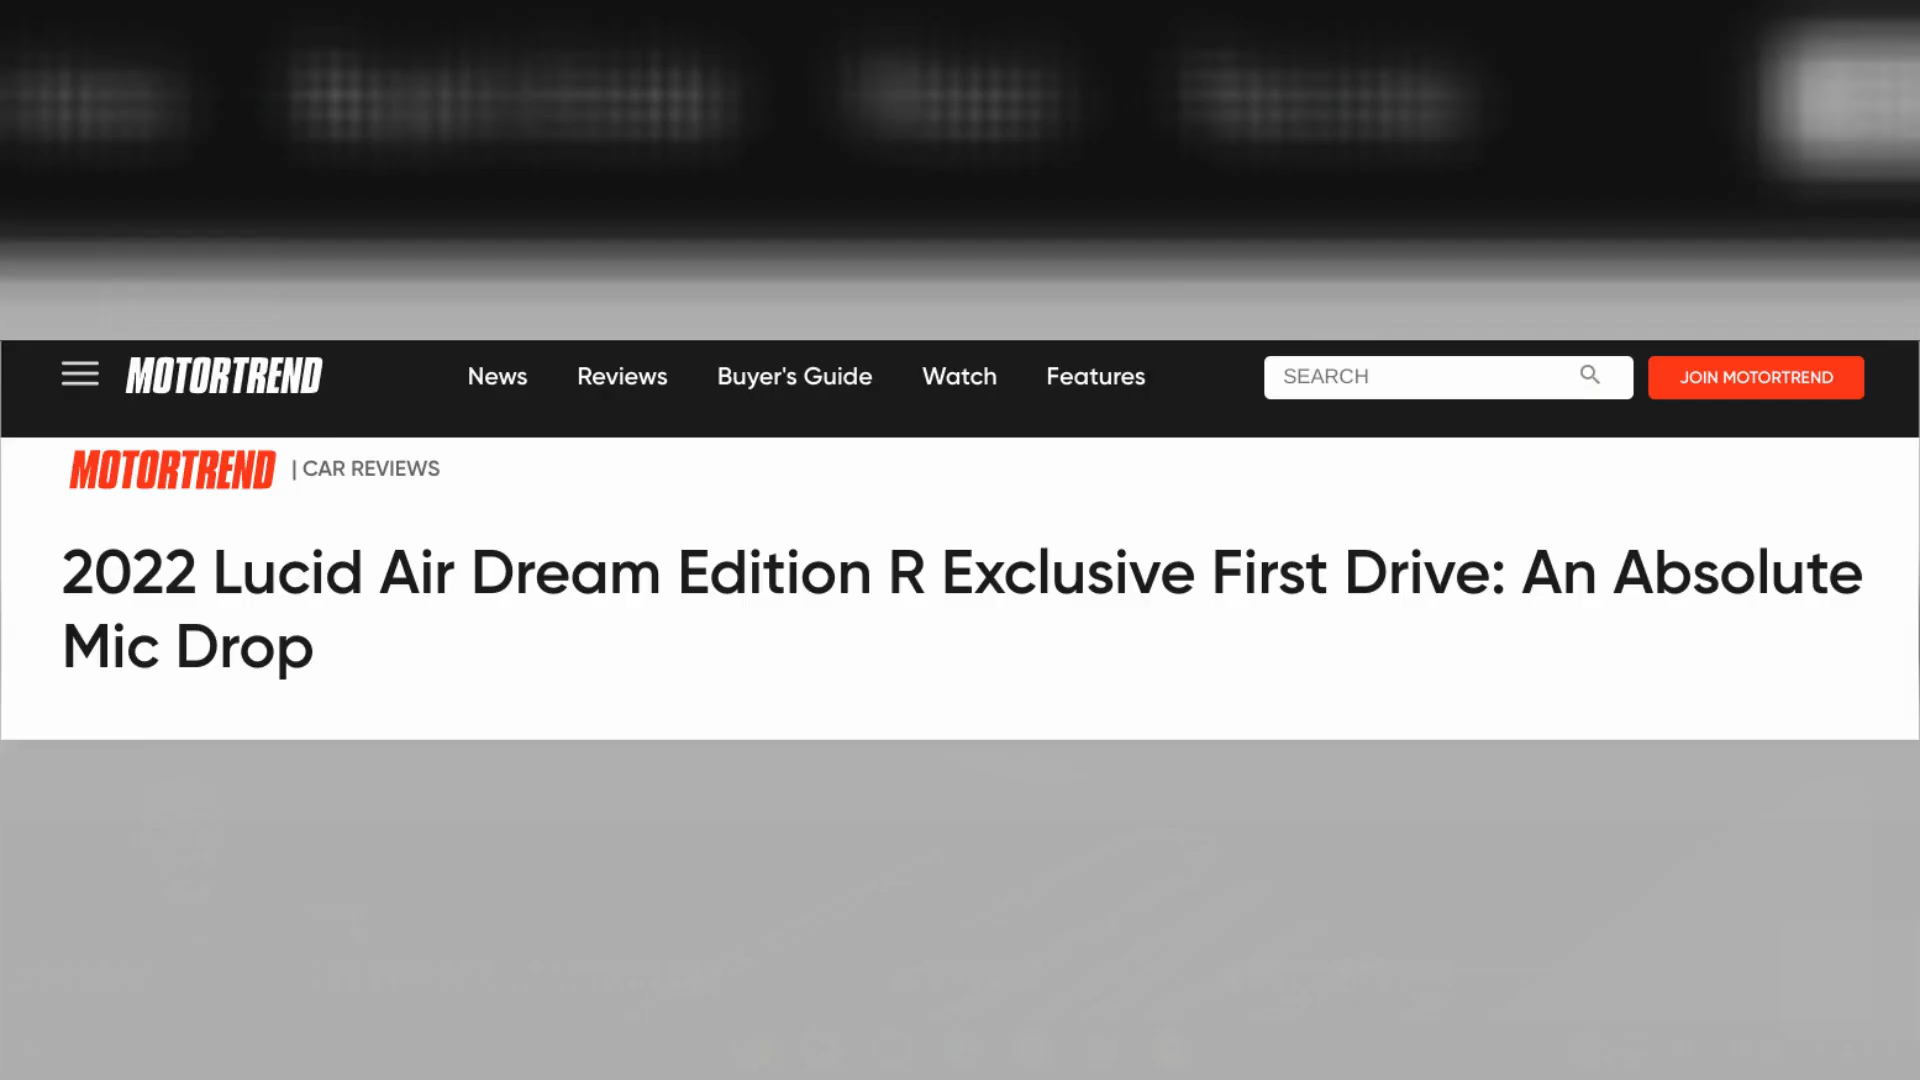 MOTORTREND News Reviews Buyer's Guide Watch Features SEARCH JOIN MOTORTREND
MOTORTREND | CAR REVIEWS
2022 Lucid Air Dream Edition R Exclusive First Drive: An Absolute
Mic Drop